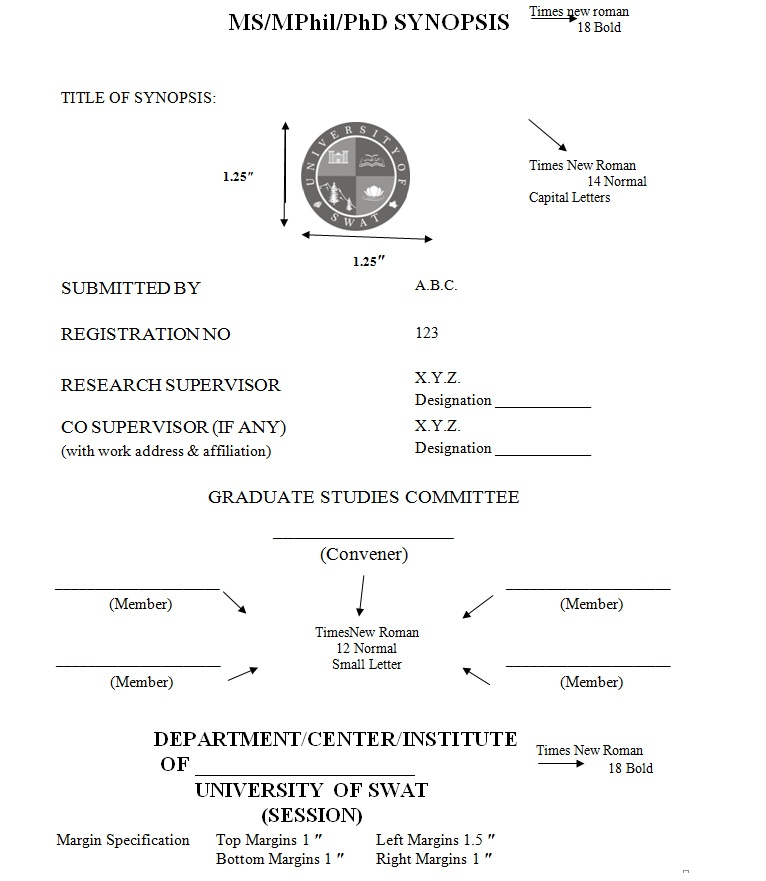 MS/MPhil/PhD SYNOPSIS
Times new roman
18 Bold
TITLE OF SYNOPSIS:
UNIVERSITY OF SWAT
1.25″
1.25″
Times New Roman
14 Normal
Capital Letters
SUBMITTED BY A.B.C.
REGISTRATION NO 123
RESEARCH SUPERVISOR X.Y.Z.
Designation ____________
CO SUPERVISOR (IF ANY) X.Y.Z.
(with work address & affiliation) Designation ____________
GRADUATE STUDIES COMMITTEE
____________________
(Convener)
____________________ ____________________
(Member) (Member)
TimesNew Roman
12 Normal
Small Letter
____________________ ____________________
(Member) (Member)
DEPARTMENT/CENTER/INSTITUTE
OF ____________________
Times New Roman
18 Bold
UNIVERSITY OF SWAT
(SESSION)
Margin Specification Top Margins 1 ″ Left Margins 1.5 ″
Bottom Margins 1 ″ Right Margins 1 ″